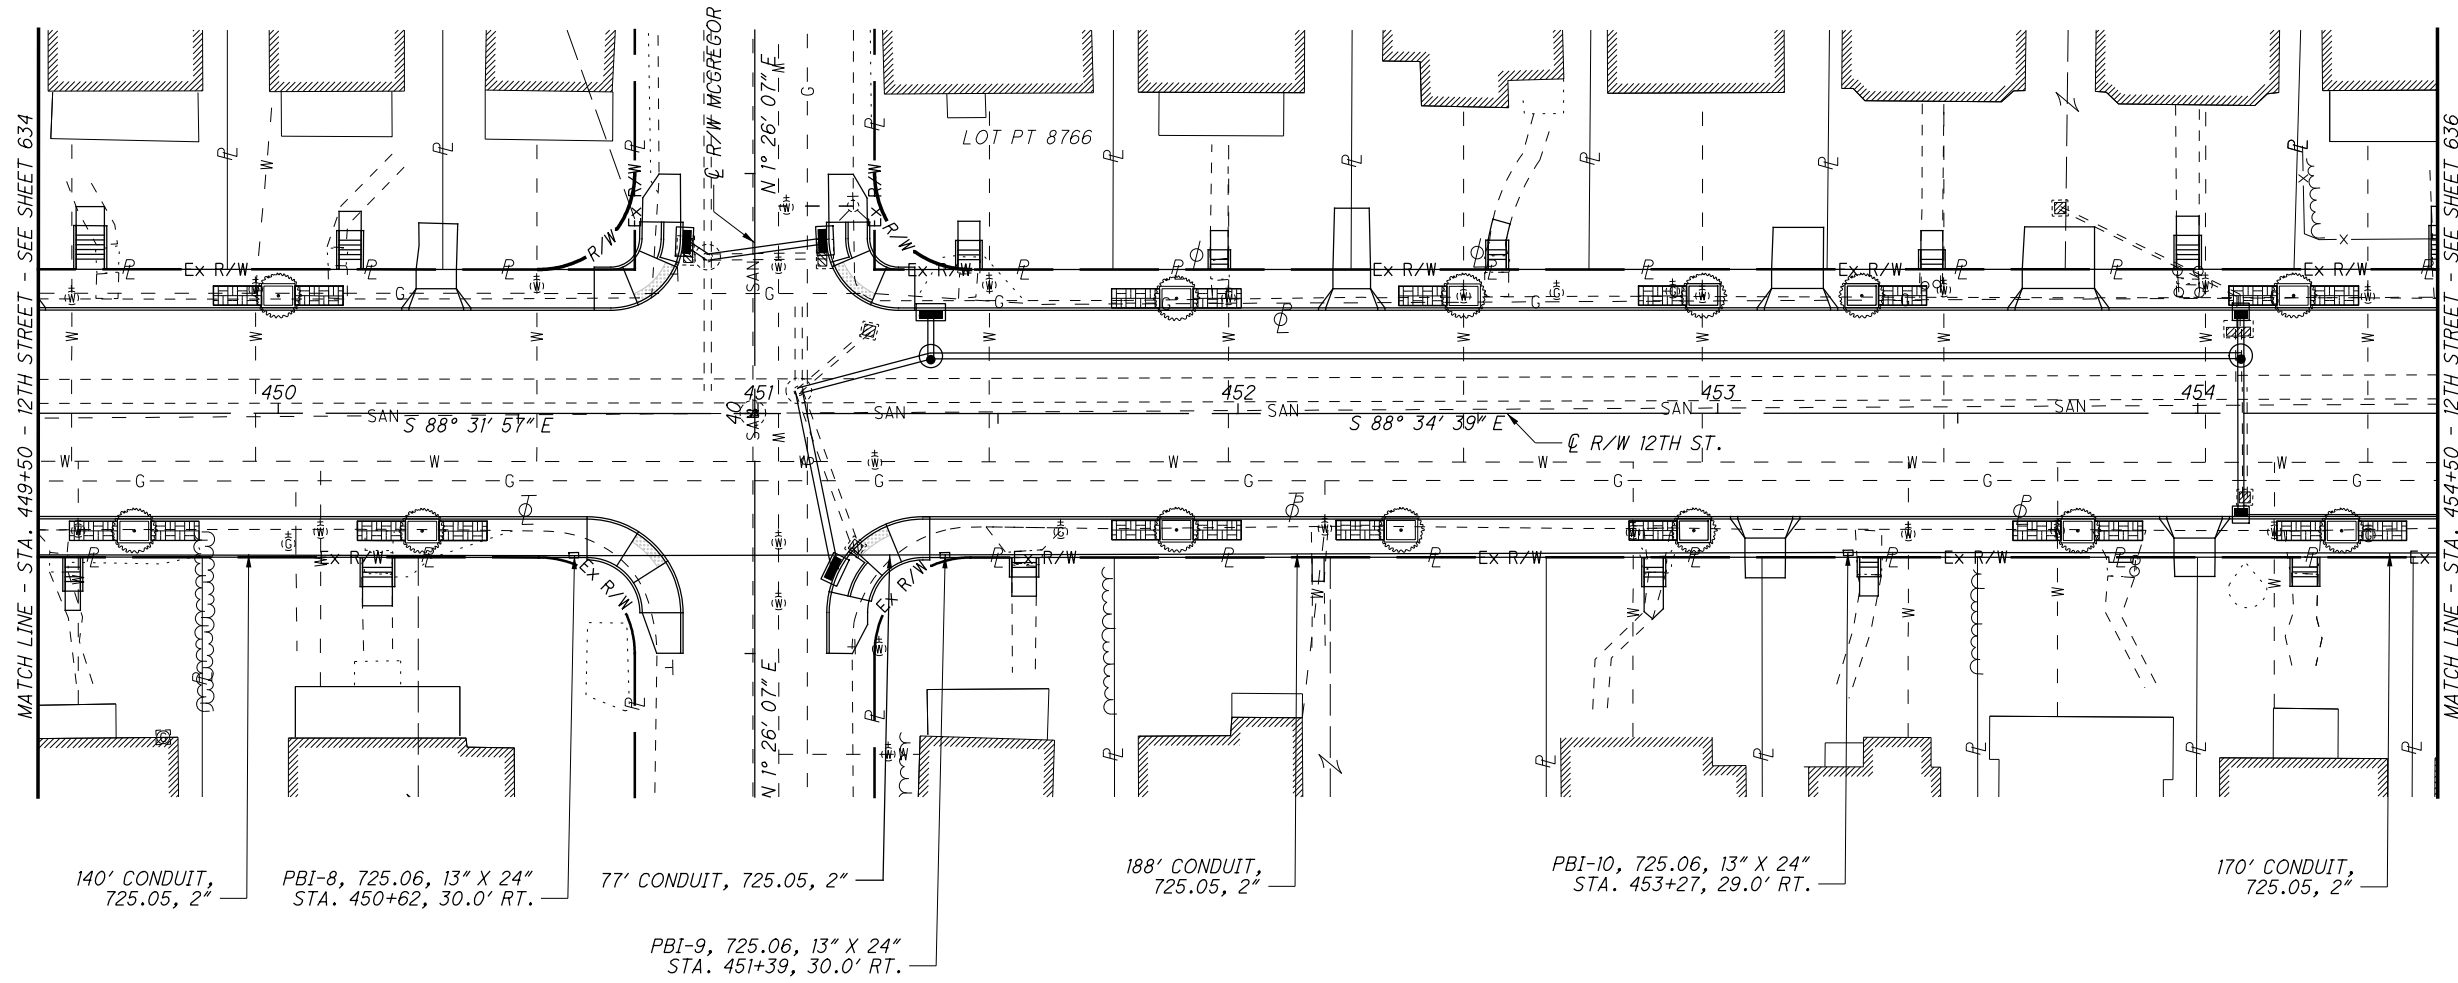 MATCH LINE - STA. 449+50 - 12TH STREET - SEE SHEET 634
℄ R/W MCGREGOR
N 1° 26' 07" E
LOT PT 8766
R/W
R/W
R/W
R/W
Ex R/W
Ex R/W
Ex R/W
Ex R/W
Ex R/W
450
451
452
453
454
40
SAN
SAN
SAN
SAN
SAN
SAN
SAN
S 88° 31' 57" E
S 88° 34' 39" E
℄ R/W 12TH ST.
W
W
W
W
W
W
W
G
G
G
G
G
G
G
Ex R/W
Ex R/W
Ex R/W
Ex R/W
Ex R/W
Ex R/W
Ex R/W
Ex
N 1° 26' 07" E
MATCH LINE - STA. 454+50 - 12TH STREET - SEE SHEET 636
140' CONDUIT,
725.05, 2"
PBI-8, 725.06, 13" X 24"
STA. 450+62, 30.0' RT.
77' CONDUIT, 725.05, 2"
PBI-9, 725.06, 13" X 24"
STA. 451+39, 30.0' RT.
188' CONDUIT,
725.05, 2"
PBI-10, 725.06, 13" X 24"
STA. 453+27, 29.0' RT.
170' CONDUIT,
725.05, 2"